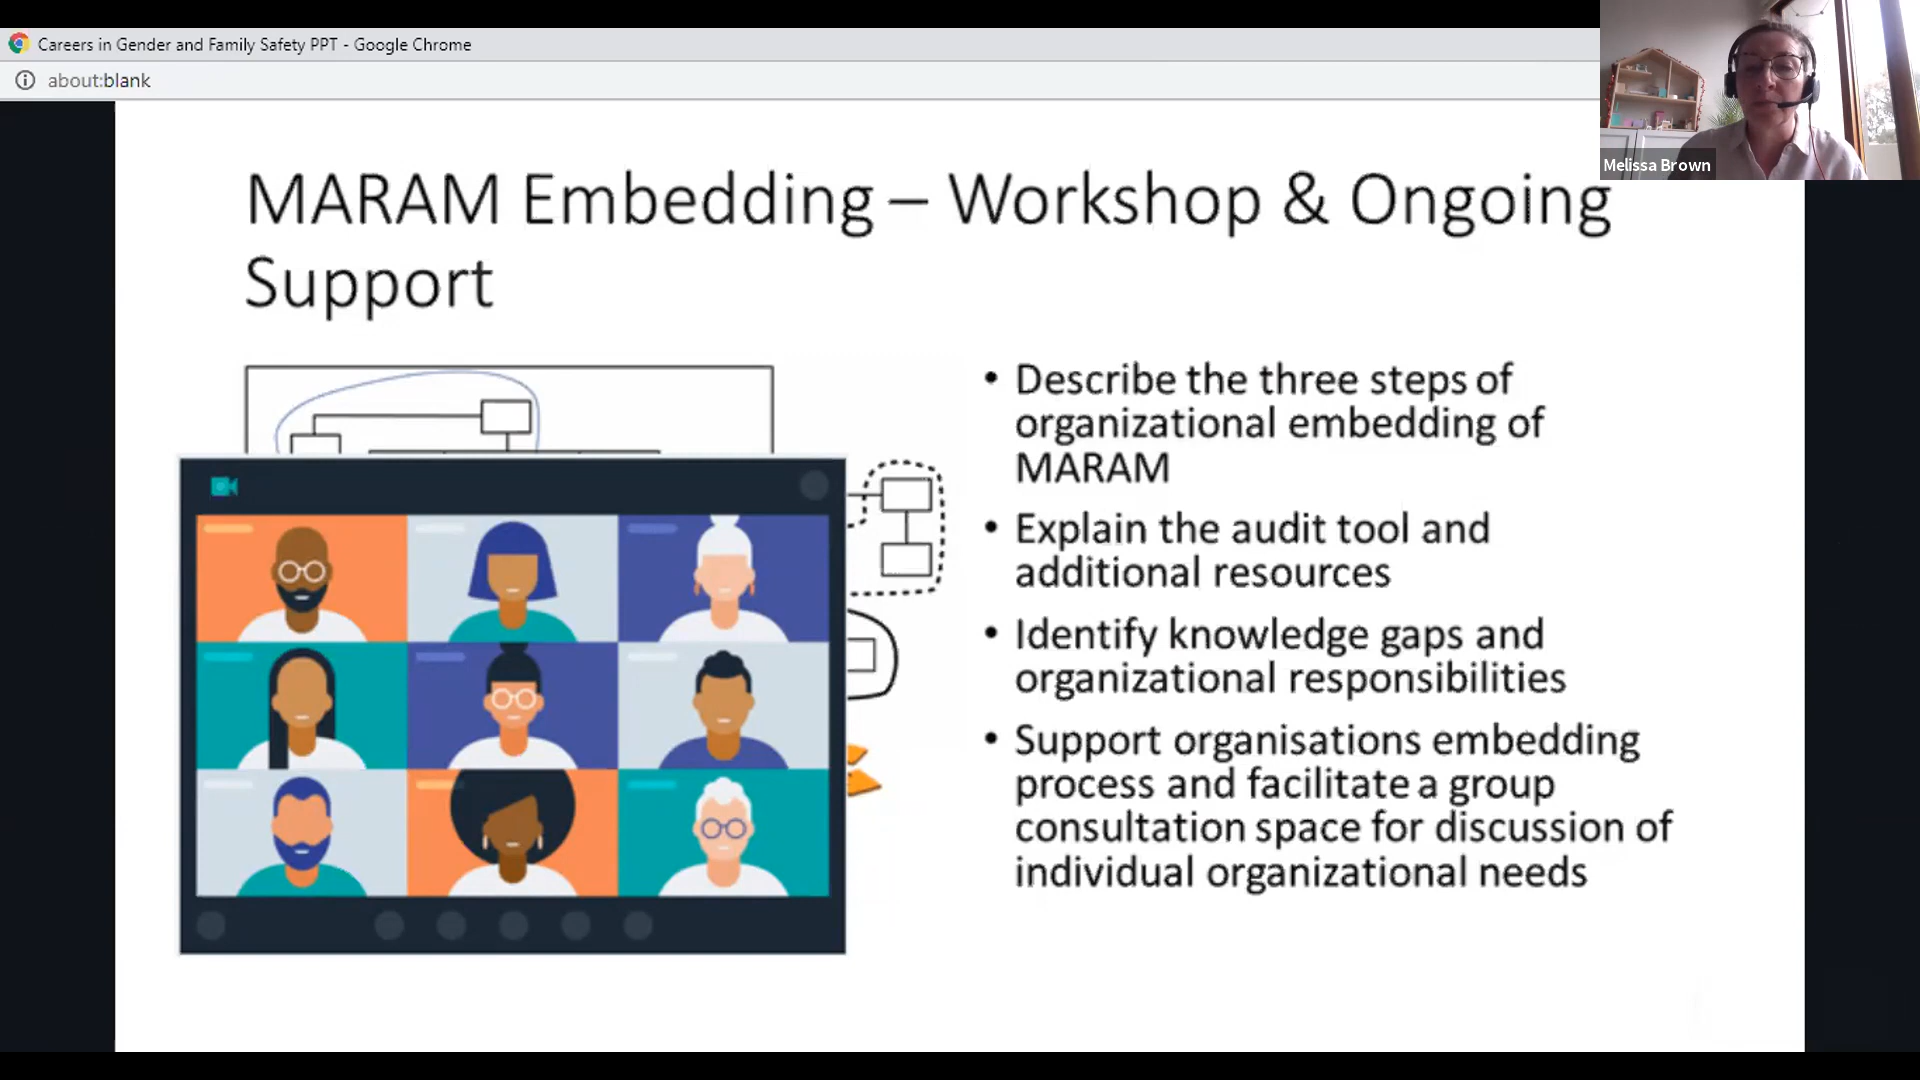 Careers in Gender and Family Safety PPT - Google Chrome
about:blank
Melissa Brown
MARAM Embedding – Workshop & Ongoing
Support
• Describe the three steps of
organizational embedding of
MARAM
• Explain the audit tool and
additional resources
• Identify knowledge gaps and
organizational responsibilities
• Support organisations embedding
process and facilitate a group
consultation space for discussion of
individual organizational needs